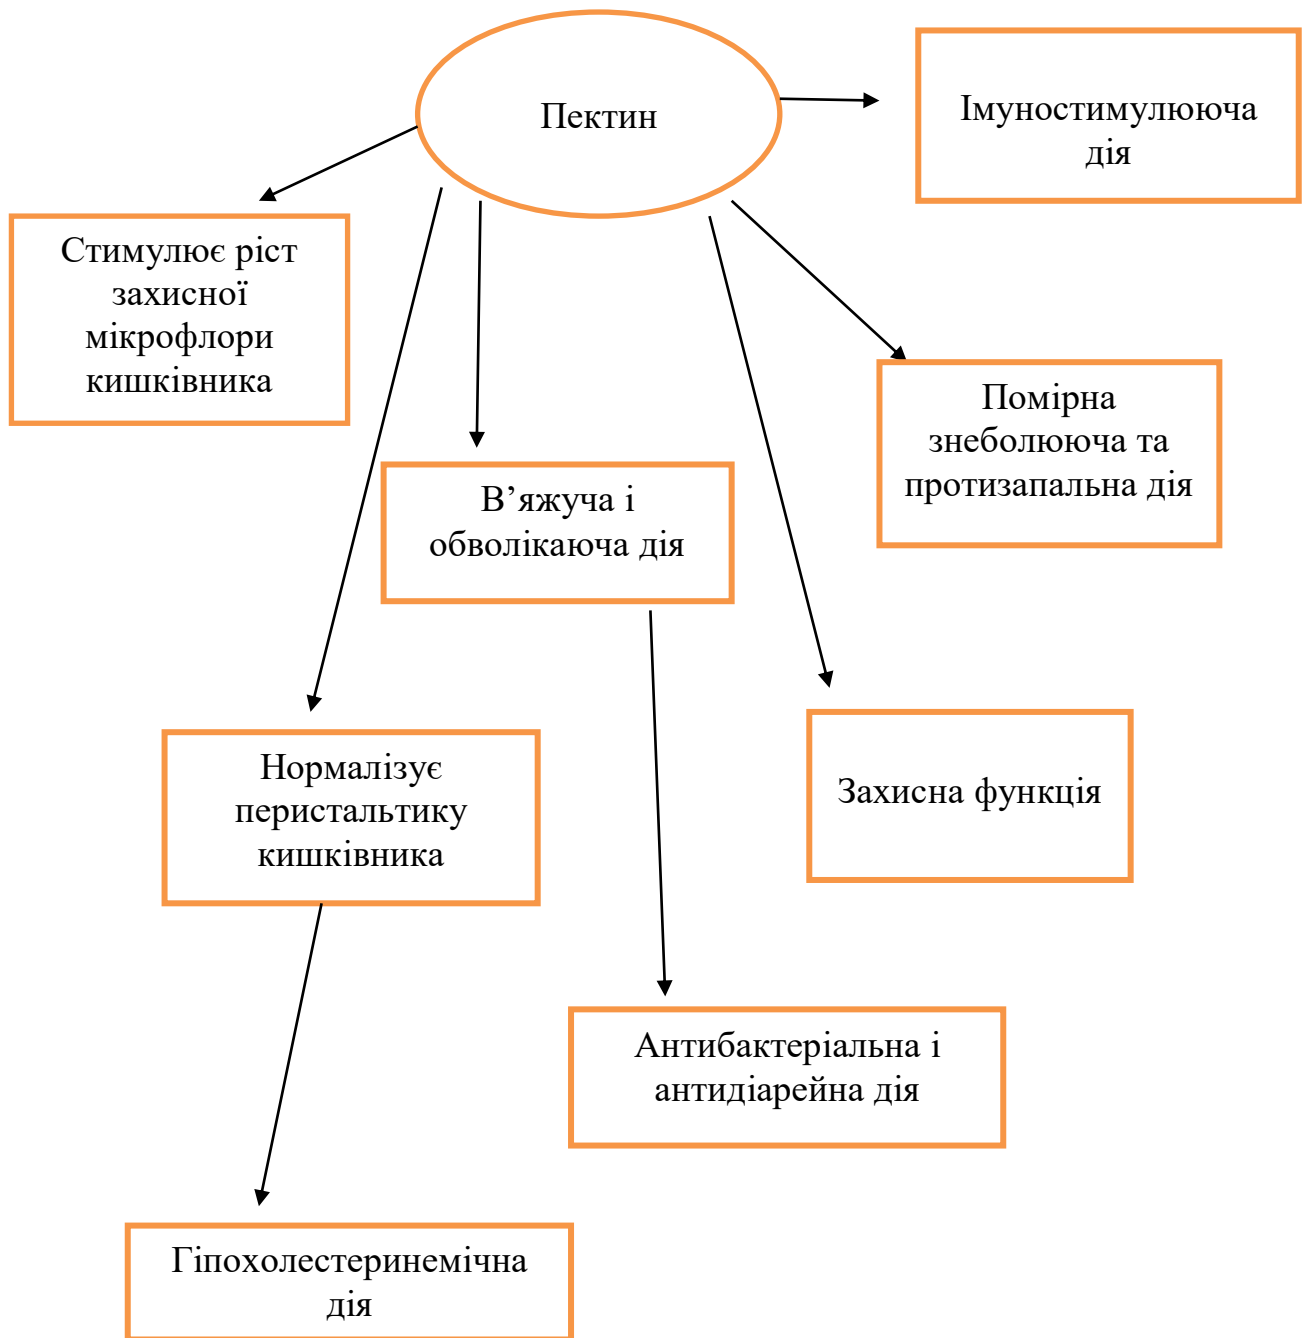 Пектин
Імуностимулююча
дія
Стимулює ріст
захисної
мікрофлори
кишківника
Помірна
знеболююча та
протизапальна дія
В’яжуча і
обволікаюча дія
Нормалізує
перистальтику
кишківника
Захисна функція
Антибактеріальна і
антидіарейна дія
Гіпохолестеринемічна
дія